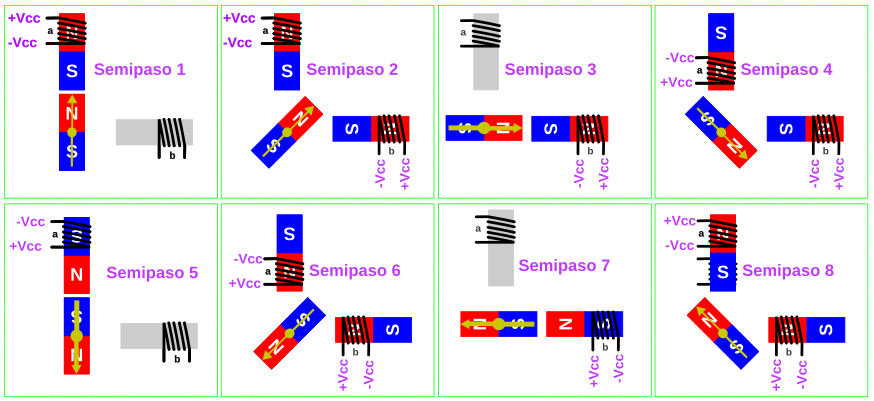 +Vcc
N
a
-Vcc
S
Semipaso 1
N
S
b
+Vcc
N
a
-Vcc
S
Semipaso 2
N
S
S
N
b
-Vcc
+Vcc
a
Semipaso 3
S
N
S
N
b
-Vcc
+Vcc
S
-Vcc
a
N
+Vcc
Semipaso 4
S
N
S
N
b
-Vcc
+Vcc
-Vcc
a
S
+Vcc
N
Semipaso 5
S
N
b
S
-Vcc
a
N
+Vcc
Semipaso 6
S
N
N
S
b
+Vcc
-Vcc
a
Semipaso 7
N
S
N
S
b
+Vcc
-Vcc
+Vcc
a
N
-Vcc
S
Semipaso 8
N
S
N
S
b
+Vcc
-Vcc